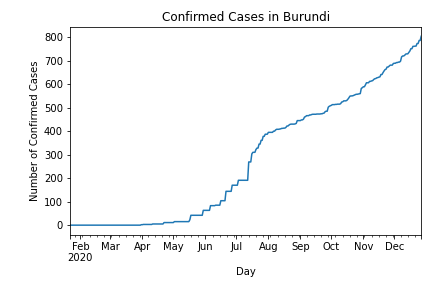 Confirmed Cases in Burundi
Number of Confirmed Cases
800
700
600
500
400
300
200
100
0
Feb Mar Apr May Jun Jul Aug Sep Oct Nov Dec
2020
Day